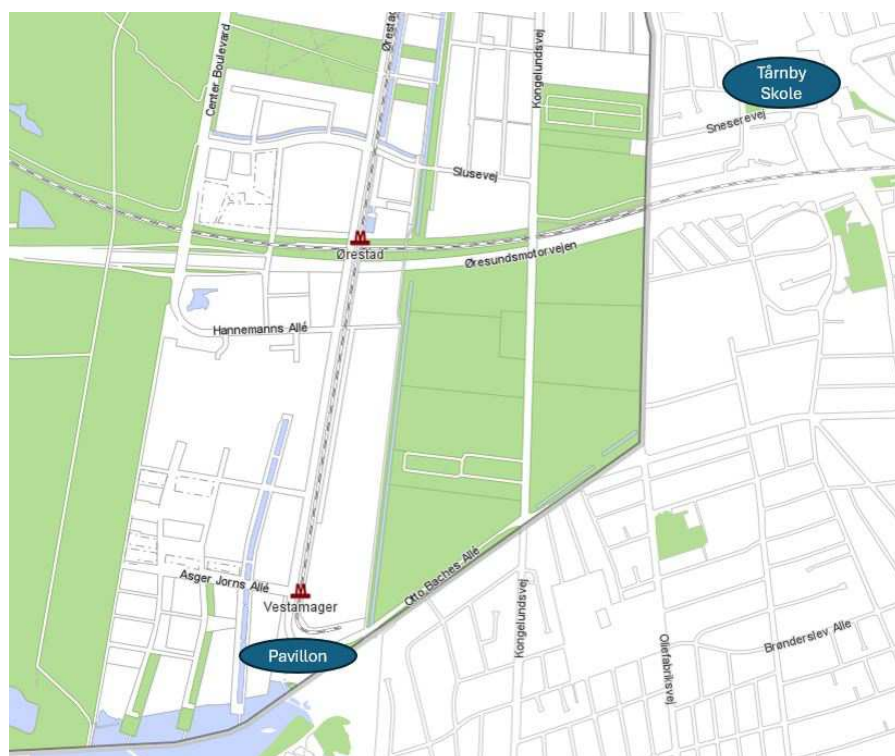 Ørestad
Center Boulevard
Kongelundsvej
Tårnby
Skole
Sneserevej
Slusevej
M
Ørestad
Øresundsmotorvejen
Hannemanns Allé
Asger Jorns Allé
M
Vestamager
Otto Baches Allé
Kongelundsvej
Oliefabriksvej
Brønderslev Alle
Pavillon